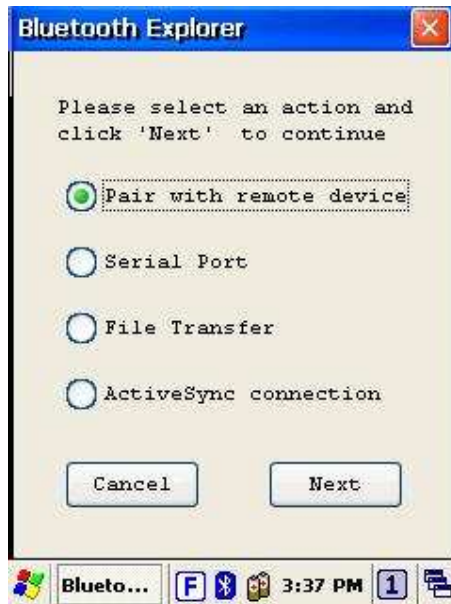 Bluetooth Explorer
Please select an action and
click 'Next' to continue
Pair with remote device
Serial Port
File Transfer
ActiveSync connection
Cancel Next
Blueto... F 3:37 PM 1